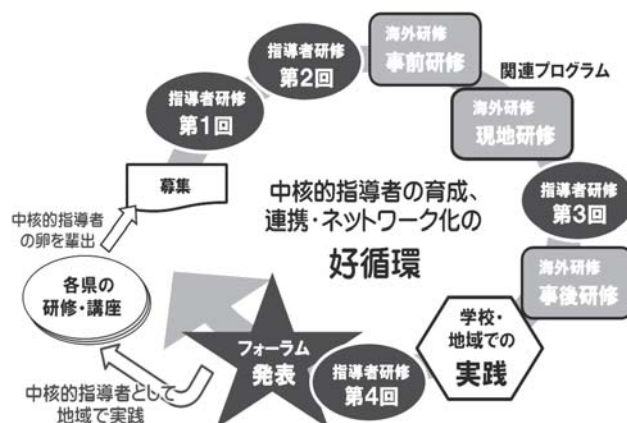 指導者研修
第1回
指導者研修
第2回
海外研修
事前研修
関連プログラム
海外研修
現地研修
指導者研修
第3回
海外研修
事後研修
学校・
地域での
実践
指導者研修
第4回
フォーラム
発表
中核的指導者として
地域で実践
各県の
研修・講座
中核的指導者
の卵を輩出
募集
中核的指導者の育成、
連携・ネットワーク化の
好循環